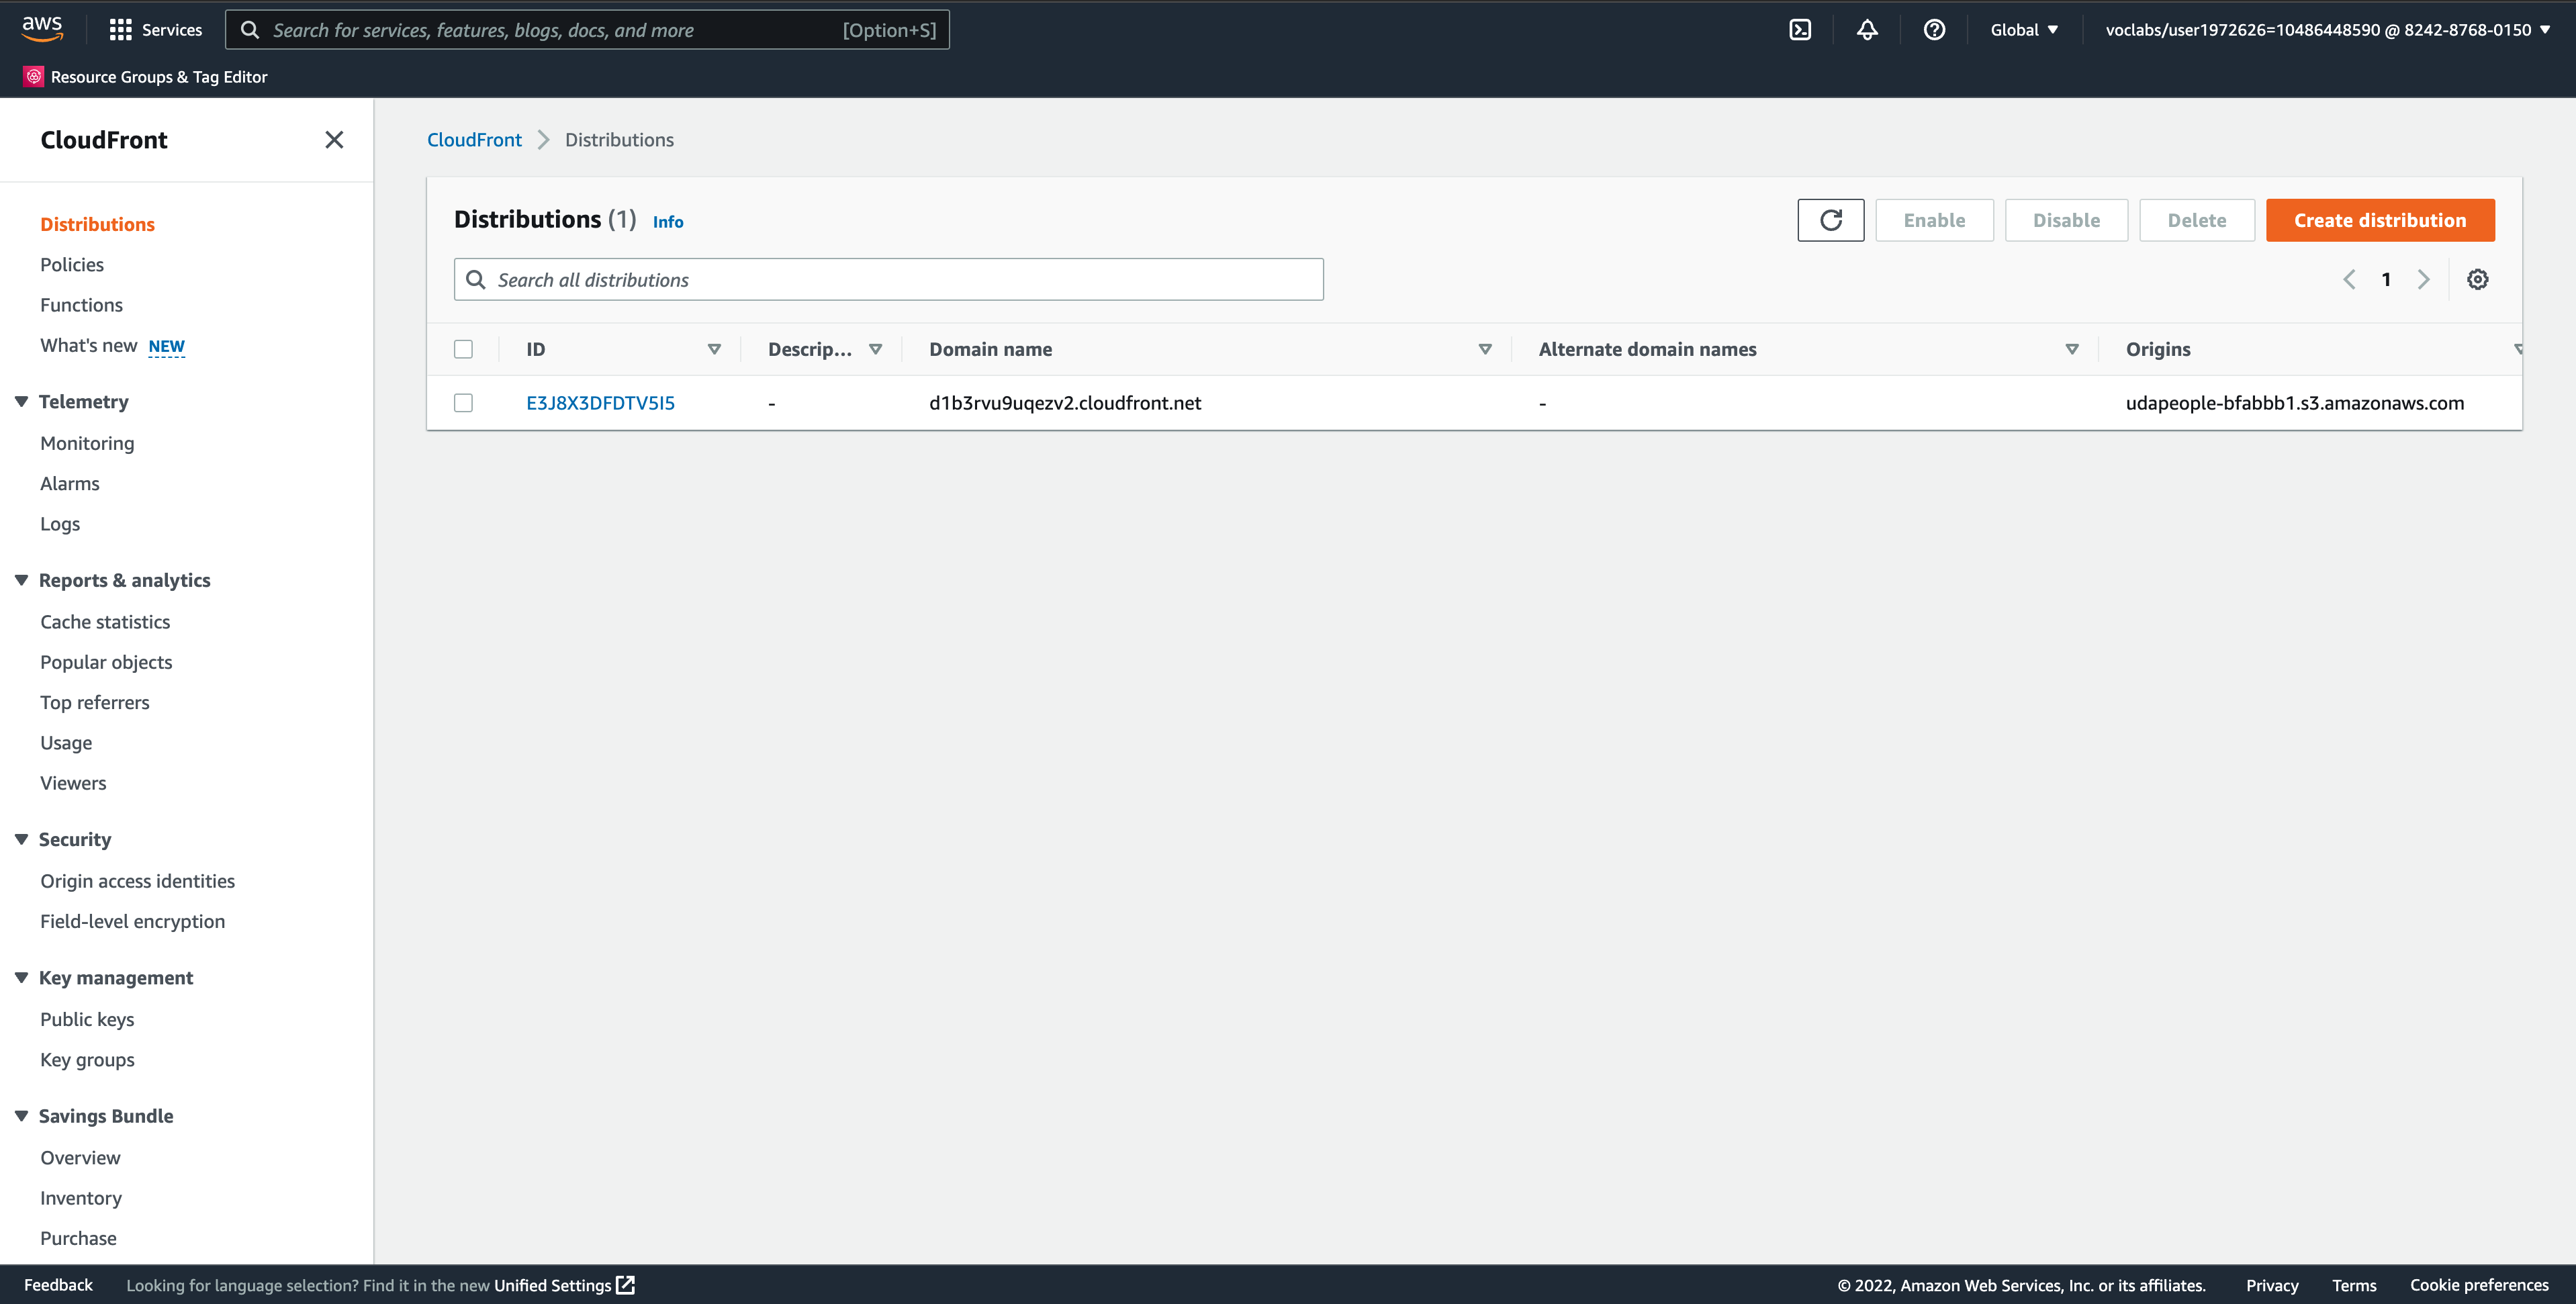 aws
Services
Search for services, features, blogs, docs, and more [Option+S]
Global
voclabs/user1972626=10486448590 @ 8242-8768-0150
Resource Groups & Tag Editor
CloudFront
Distributions
Policies
Functions
What's new NEW
Telemetry
Monitoring
Alarms
Logs
Reports & analytics
Cache statistics
Popular objects
Top referrers
Usage
Viewers
Security
Origin access identities
Field-level encryption
Key management
Public keys
Key groups
Savings Bundle
Overview
Inventory
Purchase
CloudFront Distributions
Distributions (1) Info
Enable
Disable
Delete
Create distribution
Search all distributions
1
ID Descrip... Domain name Alternate domain names Origins
E3J8X3DFDTV5I5 - d1b3rvu9uqezv2.cloudfront.net - udapeople-bfabbb1.s3.amazonaws.com
Feedback Looking for language selection? Find it in the new Unified Settings
© 2022, Amazon Web Services, Inc. or its affiliates. Privacy Terms Cookie preferences